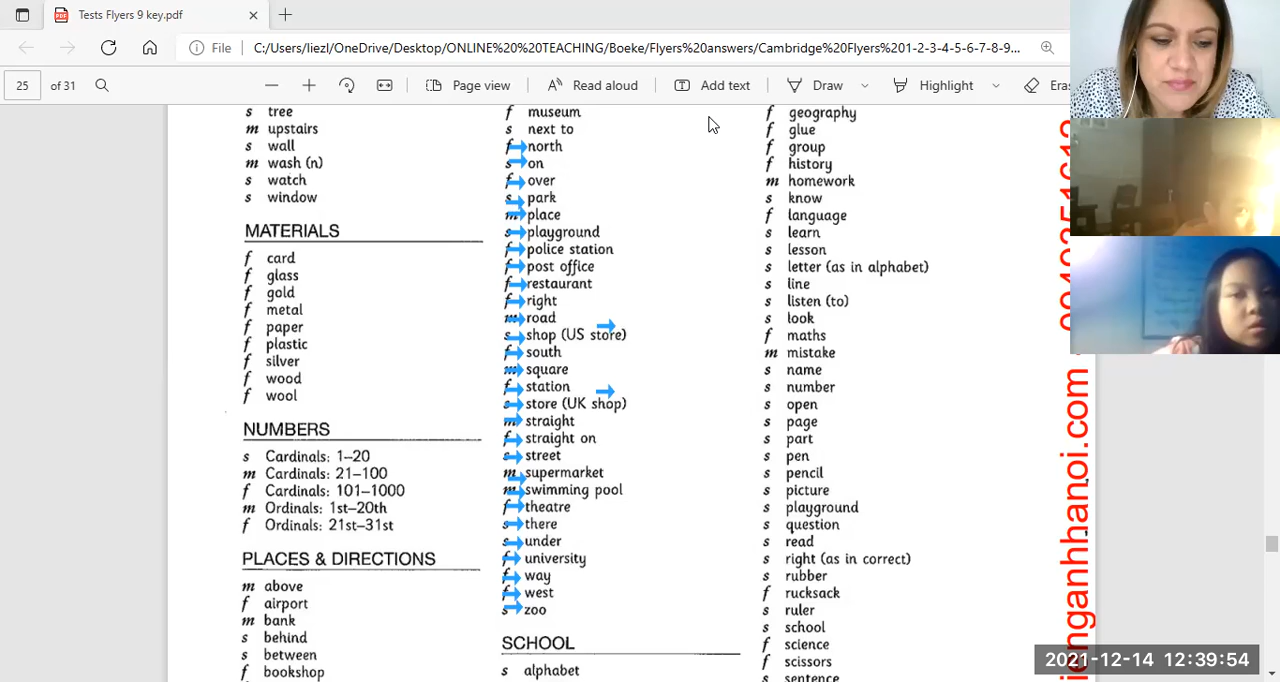 Tests Flyers 9 key.pdf
File
C:/Users/liezl/OneDrive/Desktop/ONLINE%20%20TEACHING/Boeke/Flyers%20answers/Cambridge%20Flyers%201-2-3-4-5-6-7-8-9...
25 of 31
Page view
Read aloud
Add text
Draw
Highlight
Eras
s tree
m upstairs
s wall
m wash (n)
s watch
s window
MATERIALS
f card
f glass
f gold
f metal
f paper
f plastic
f silver
f wood
f wool
NUMBERS
s Cardinals: 1–20
m Cardinals: 21–100
f Cardinals: 101–1000
m Ordinals: 1st–20th
f Ordinals: 21st–31st
PLACES & DIRECTIONS
m above
f airport
m bank
s behind
s between
f bookshop
f museum
s next to
f north
s on
f over
s park
m place
s playground
f police station
f post office
f restaurant
f right
m road
s shop (US store)
f south
m square
f station
s store (UK shop)
m straight
f straight on
s street
m supermarket
m swimming pool
f theatre
s there
s under
f university
f way
f west
s zoo
SCHOOL
s alphabet
f geography
f glue
f group
f history
m homework
s know
f language
s learn
s lesson
s letter (as in alphabet)
s line
s listen (to)
s look
f maths
m mistake
s name
s number
s open
s page
s part
s pen
s pencil
s picture
s playground
s question
s read
s right (as in correct)
s rubber
f rucksack
s ruler
s school
f science
f scissors
s sentence
2021-12-14 12:39:54